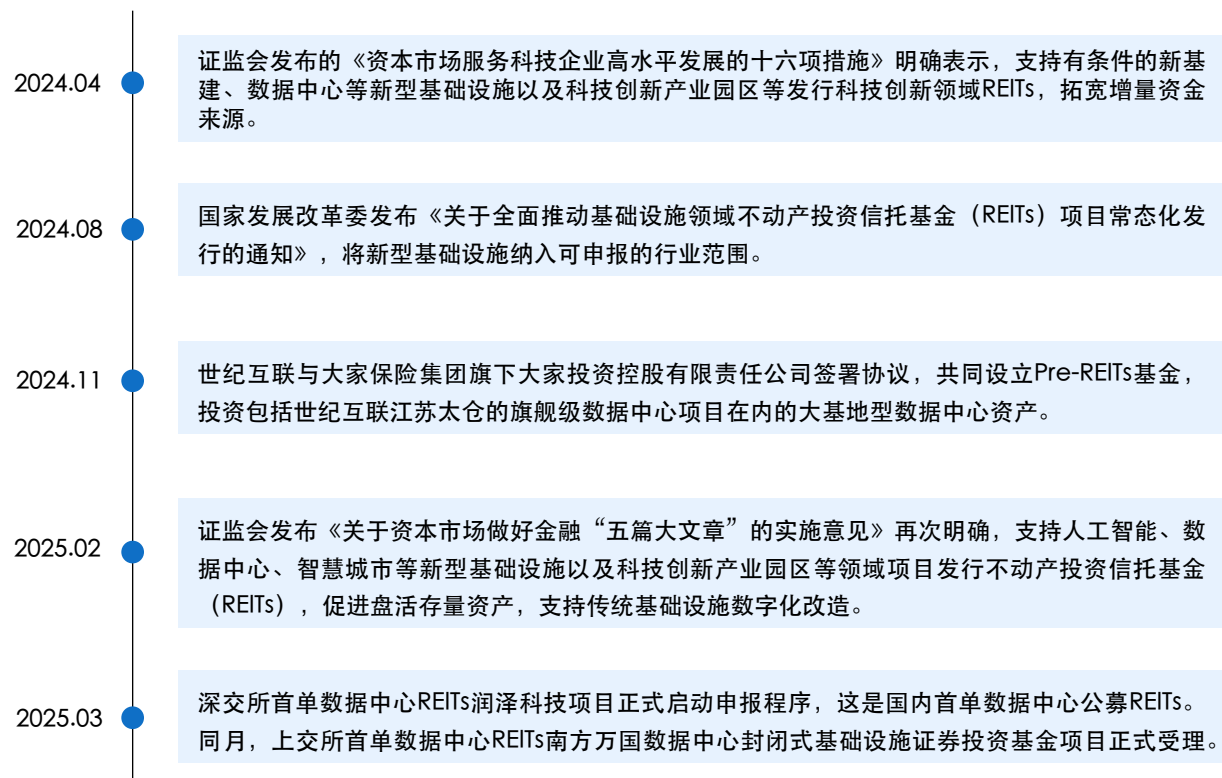 2024.04
证监会发布的《资本市场服务科技企业高水平发展的十六项措施》明确表示，支持有条件的新基
建、数据中心等新型基础设施以及科技创新产业园区等发行科技创新领域REITs，拓宽增量资金
来源。
2024.08
国家发展改革委发布《关于全面推动基础设施领域不动产投资信托基金（REITs）项目常态化发
行的通知》，将新型基础设施纳入可申报的行业范围。
2024.11
世纪互联与大家保险集团旗下大家投资控股有限责任公司签署协议，共同设立Pre-REITs基金，
投资包括世纪互联江苏太仓的旗舰级数据中心项目在内的大基地型数据中心资产。
2025.02
证监会发布《关于资本市场做好金融“五篇大文章”的实施意见》再次明确，支持人工智能、数
据中心、智慧城市等新型基础设施以及科技创新产业园区等领域项目发行不动产投资信托基金
（REITs），促进盘活存量资产，支持传统基础设施数字化改造。
2025.03
深交所首单数据中心REITs润泽科技项目正式启动申报程序，这是国内首单数据中心公募REITs。
同月，上交所首单数据中心REITs南方万国数据中心封闭式基础设施证券投资基金项目正式受理。